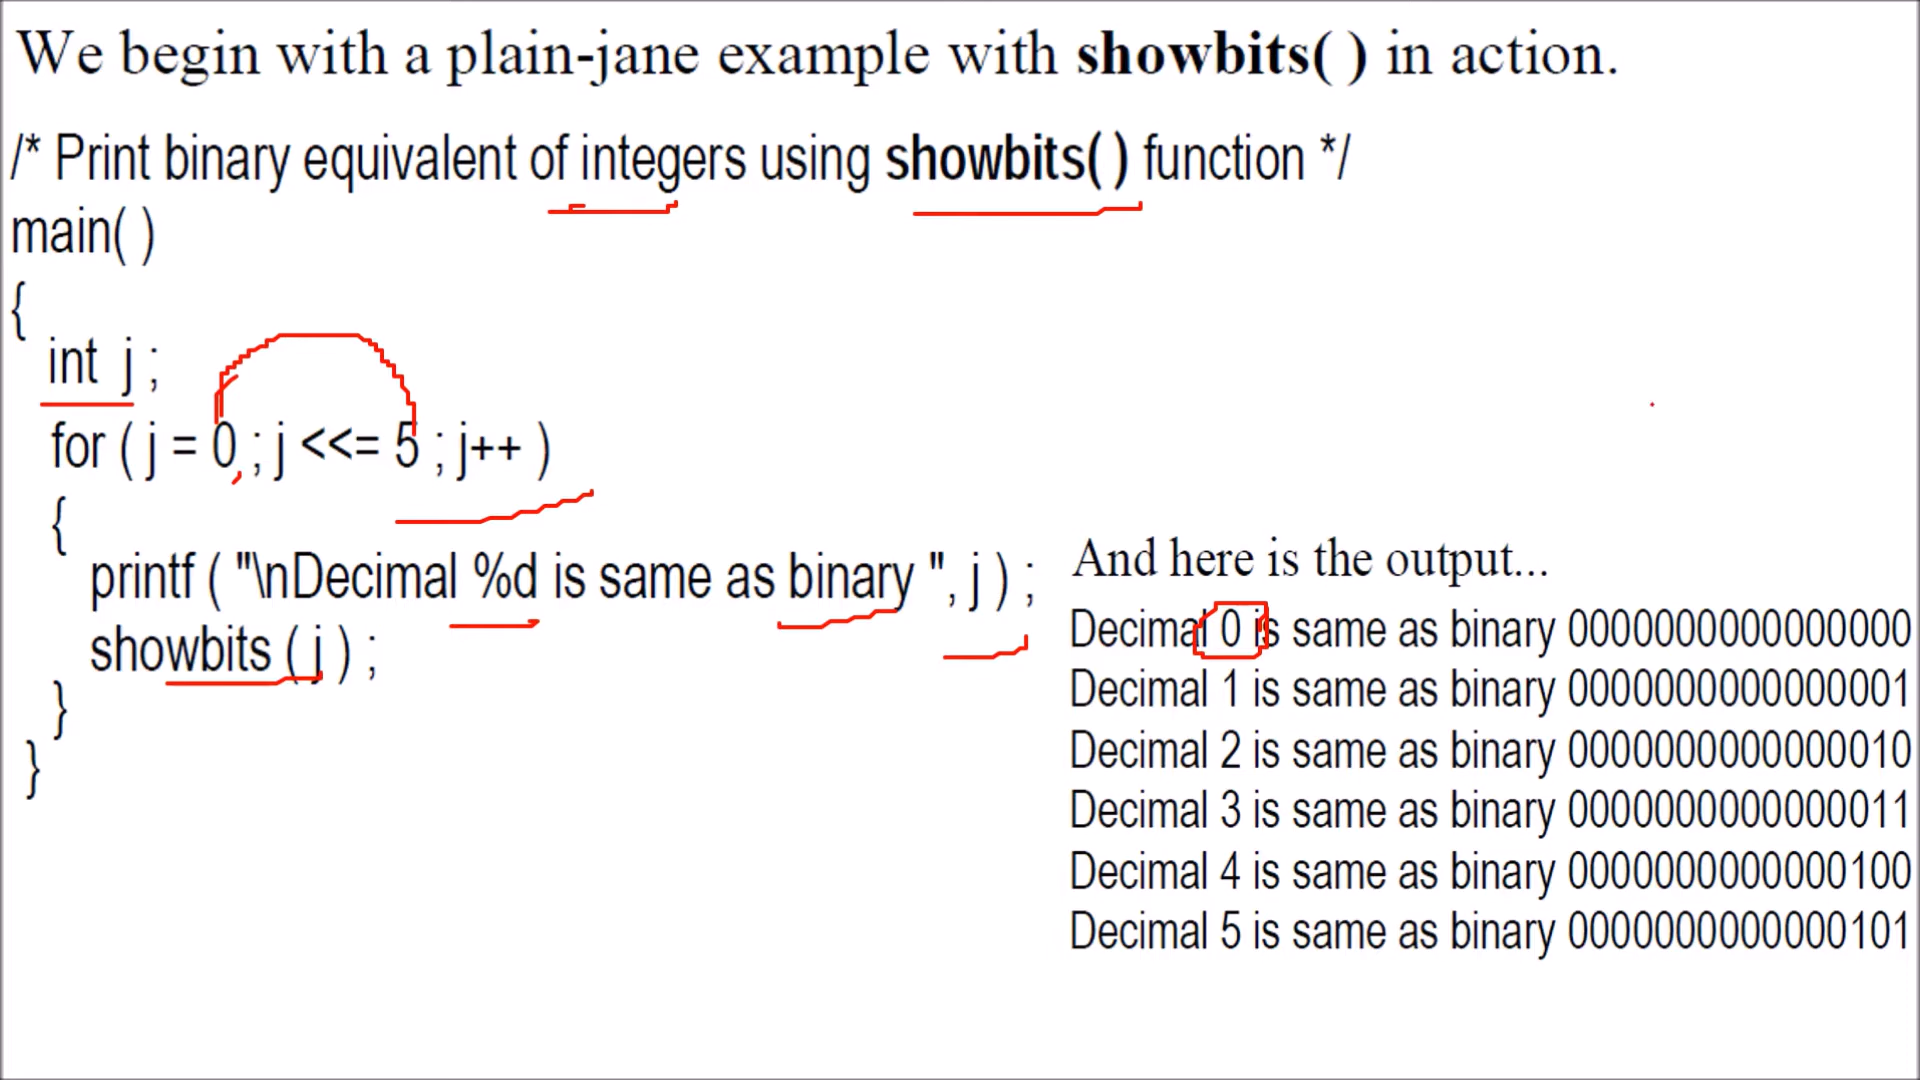 We begin with a plain-jane example with showbits( ) in action.
/* Print binary equivalent of integers using showbits( ) function */
main( )
{
int j ;
for ( j = 0 ; j <<= 5 ; j++ )
{
printf ( "\nDecimal %d is same as binary ", j ) ;
showbits ( j ) ;
}
}
And here is the output...
Decimal 0 is same as binary 0000000000000000
Decimal 1 is same as binary 0000000000000001
Decimal 2 is same as binary 0000000000000010
Decimal 3 is same as binary 0000000000000011
Decimal 4 is same as binary 0000000000000100
Decimal 5 is same as binary 0000000000000101